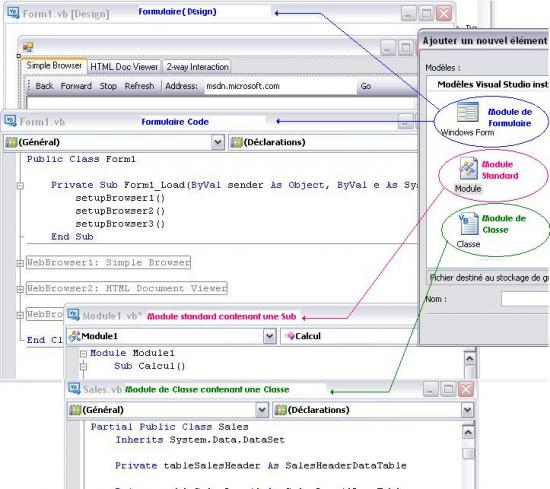 Form1.vb [Design] Formulaire( Design)
Simple Browser HTML Doc Viewer 2-way Interaction
Back Forward Stop Refresh Address: msdn.microsoft.com Go
Ajouter un nouvel élément
Modèles :
Modèles Visual Studio inst
Windows Form
Module de
Formulaire
Module
Module
Standard
Classe
Module de
Classe
Fichier destiné au stockage de gr
Nom :
Form1.vb Formulaire Code
(Général) (Déclarations)
Public Class Form1
Private Sub Form1_Load(ByVal sender As Object, ByVal e As Sys
setupBrowser1()
setupBrowser2()
setupBrowser3()
End Sub
WebBrowser1: Simple Browser
WebBrowser2: HTML Document Viewer
WebBro
End Cl
Module1.vb* Module standard contenant une Sub
Module1 Calcul
Module Module1
Sub Calcul()
Sales.vb Module de Classe contenant une Classe
(Général) (Déclarations)
Partial Public Class Sales
Inherits System.Data.DataSet
Private tableSalesHeader As SalesHeaderDataTable